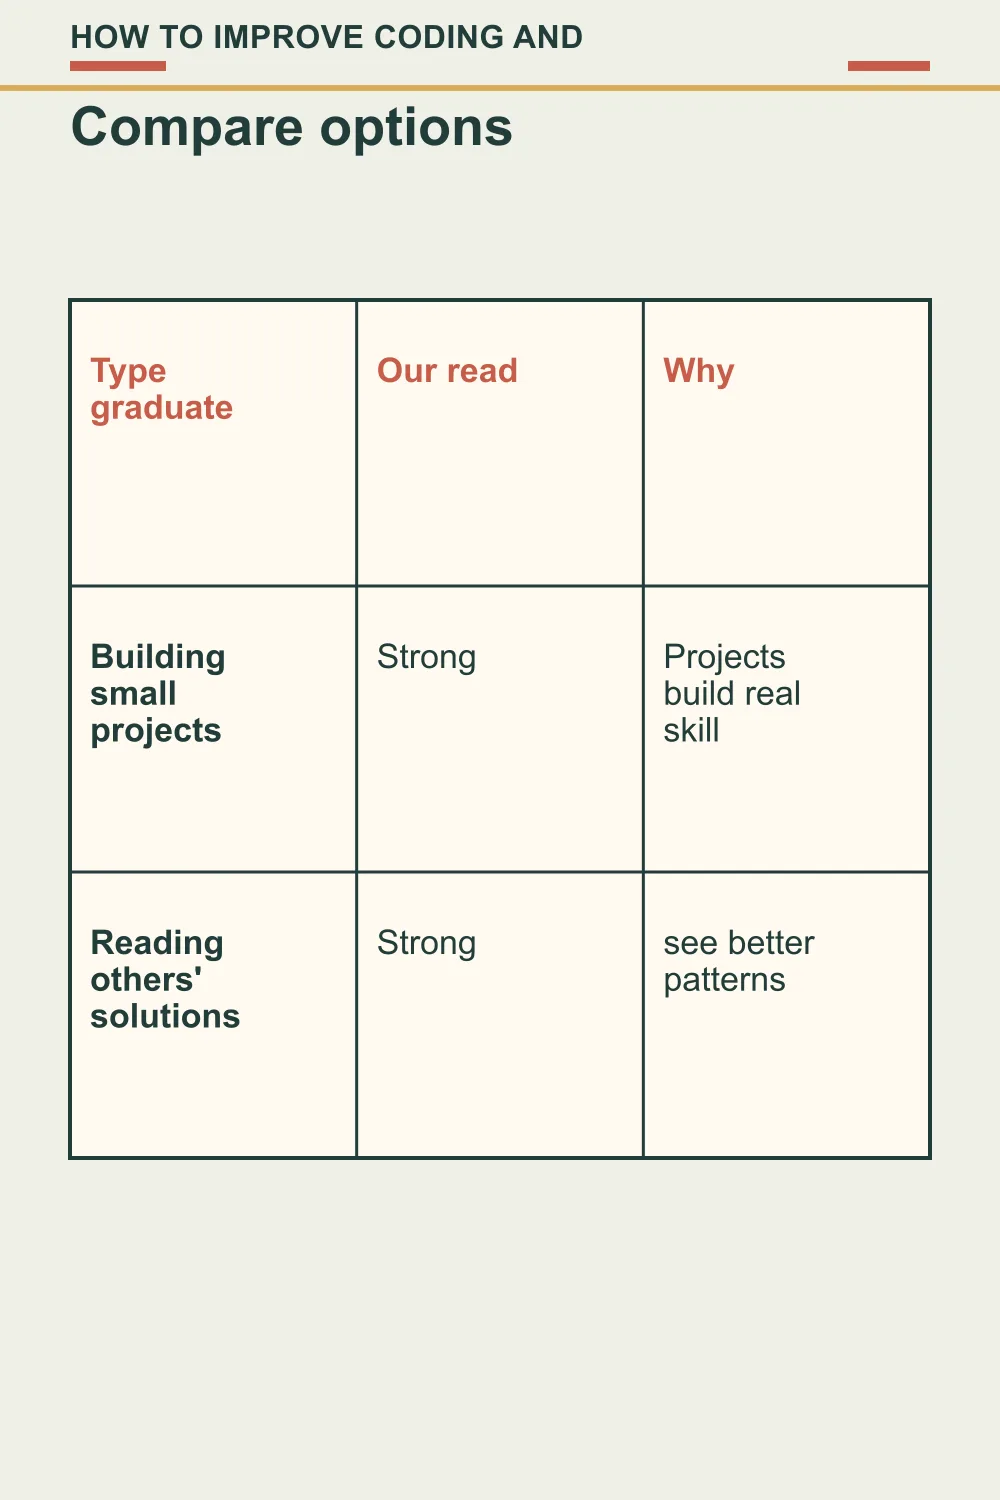 HOW TO IMPROVE CODING AND
Compare options
Type
graduate
Our read
Why
Building
small
projects
Strong
Projects
build real
skill
Reading
others'
solutions
Strong
see better
patterns